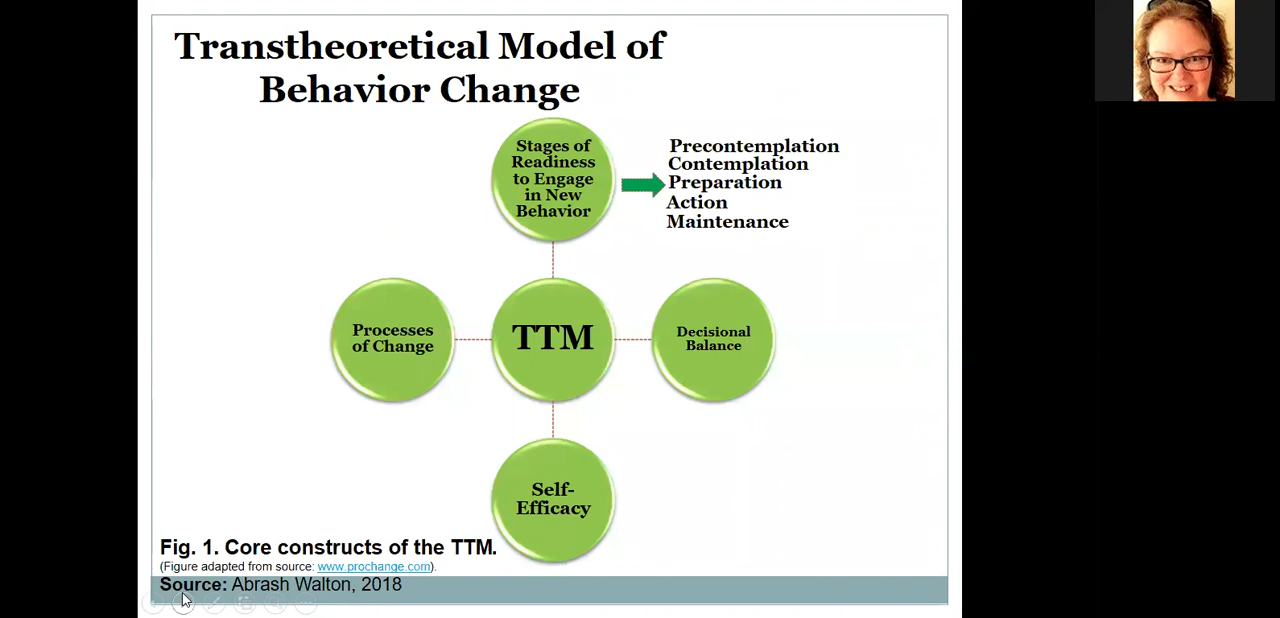 Transtheoretical Model of
Behavior Change
Stages of
Readiness
to Engage
in New
Behavior
Precontemplation
Contemplation
Preparation
Action
Maintenance
Processes
of Change
TTM
Decisional
Balance
Self-
Efficacy
Fig. 1. Core constructs of the TTM.
(Figure adapted from source: www.prochange.com).
Source: Abrash Walton, 2018